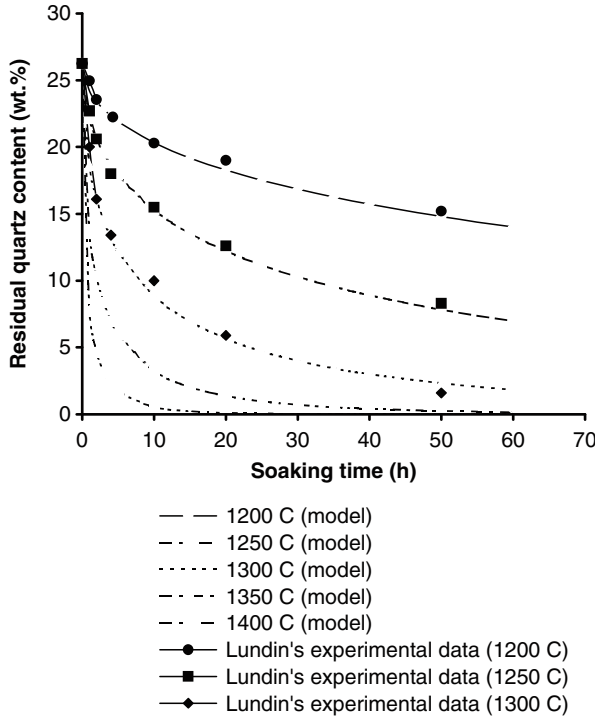 30
25
20
15
10
5
0
Residual quartz content (wt.%)
0 10 20 30 40 50 60 70
Soaking time (h)
1200 C (model)
1250 C (model)
1300 C (model)
1350 C (model)
1400 C (model)
Lundin's experimental data (1200 C)
Lundin's experimental data (1250 C)
Lundin's experimental data (1300 C)